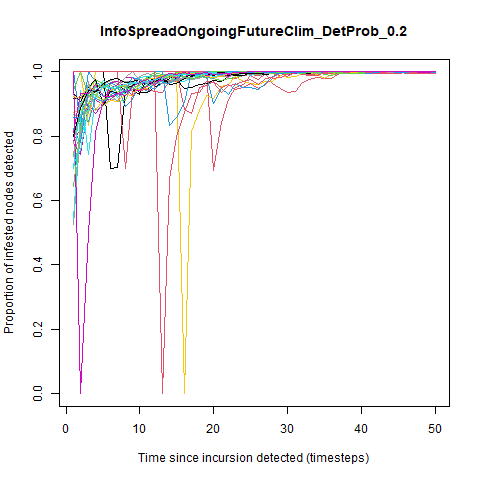 InfoSpreadOngoingFutureClim_DetProb_0.2
Proportion of infested nodes detected
1.0
0.8
0.6
0.4
0.2
0.0
0 10 20 30 40 50
Time since incursion detected (timesteps)